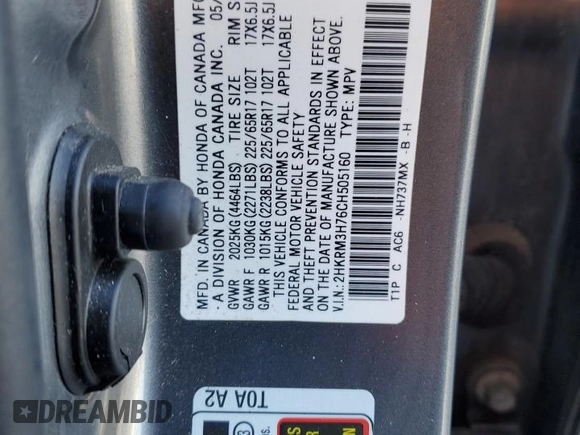 MFD. IN CANADA BY HONDA OF CANADA MFG
- A DIVISION OF HONDA CANADA INC. 05/
GVWR 2025KG(4464LBS) TIRE SIZE RIM S
GAWR F 1030KG(2271LBS) 225/65R17 102T 17X6.5J
GAWR R 1015KG(2238LBS) 225/65R17 102T 17X6.5J
THIS VEHICLE CONFORMS TO ALL APPLICABLE
FEDERAL MOTOR VEHICLE SAFETY
AND THEFT PREVENTION STANDARDS IN EFFECT
ON THE DATE OF MANUFACTURE SHOWN ABOVE.
V.I.N.: 2HKRM3H76CH505160 TYPE: MPV
T1P C AC6 -NH737MX -B -H
T0A A2
DREAMBID